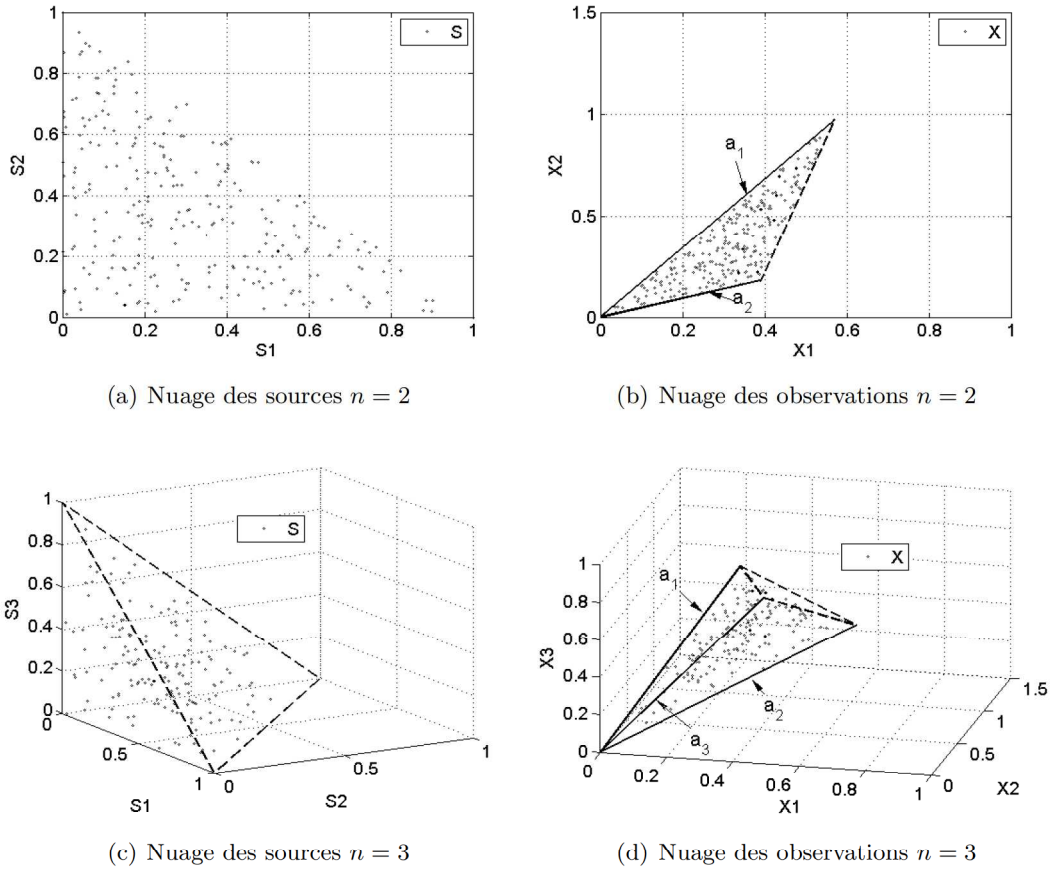 1
0.8
0.6
0.4
0.2
0
0 0.2 0.4 0.6 0.8 1
S2
S1
S
(a) Nuage des sources n = 2
1.5
1
0.5
0
0 0.2 0.4 0.6 0.8 1
X2
X1
X
a1
a2
(b) Nuage des observations n = 2
1
0.8
0.6
0.4
0.2
0
0
0.5
1
0
0.5
1
S3
S1
S2
S
(c) Nuage des sources n = 3
1
0.8
0.6
0.4
0.2
0
0
0.2
0.4
0.6
0.8
1
0
0.5
1
1.5
X3
X1
X2
X
a1
a2
a3
(d) Nuage des observations n = 3